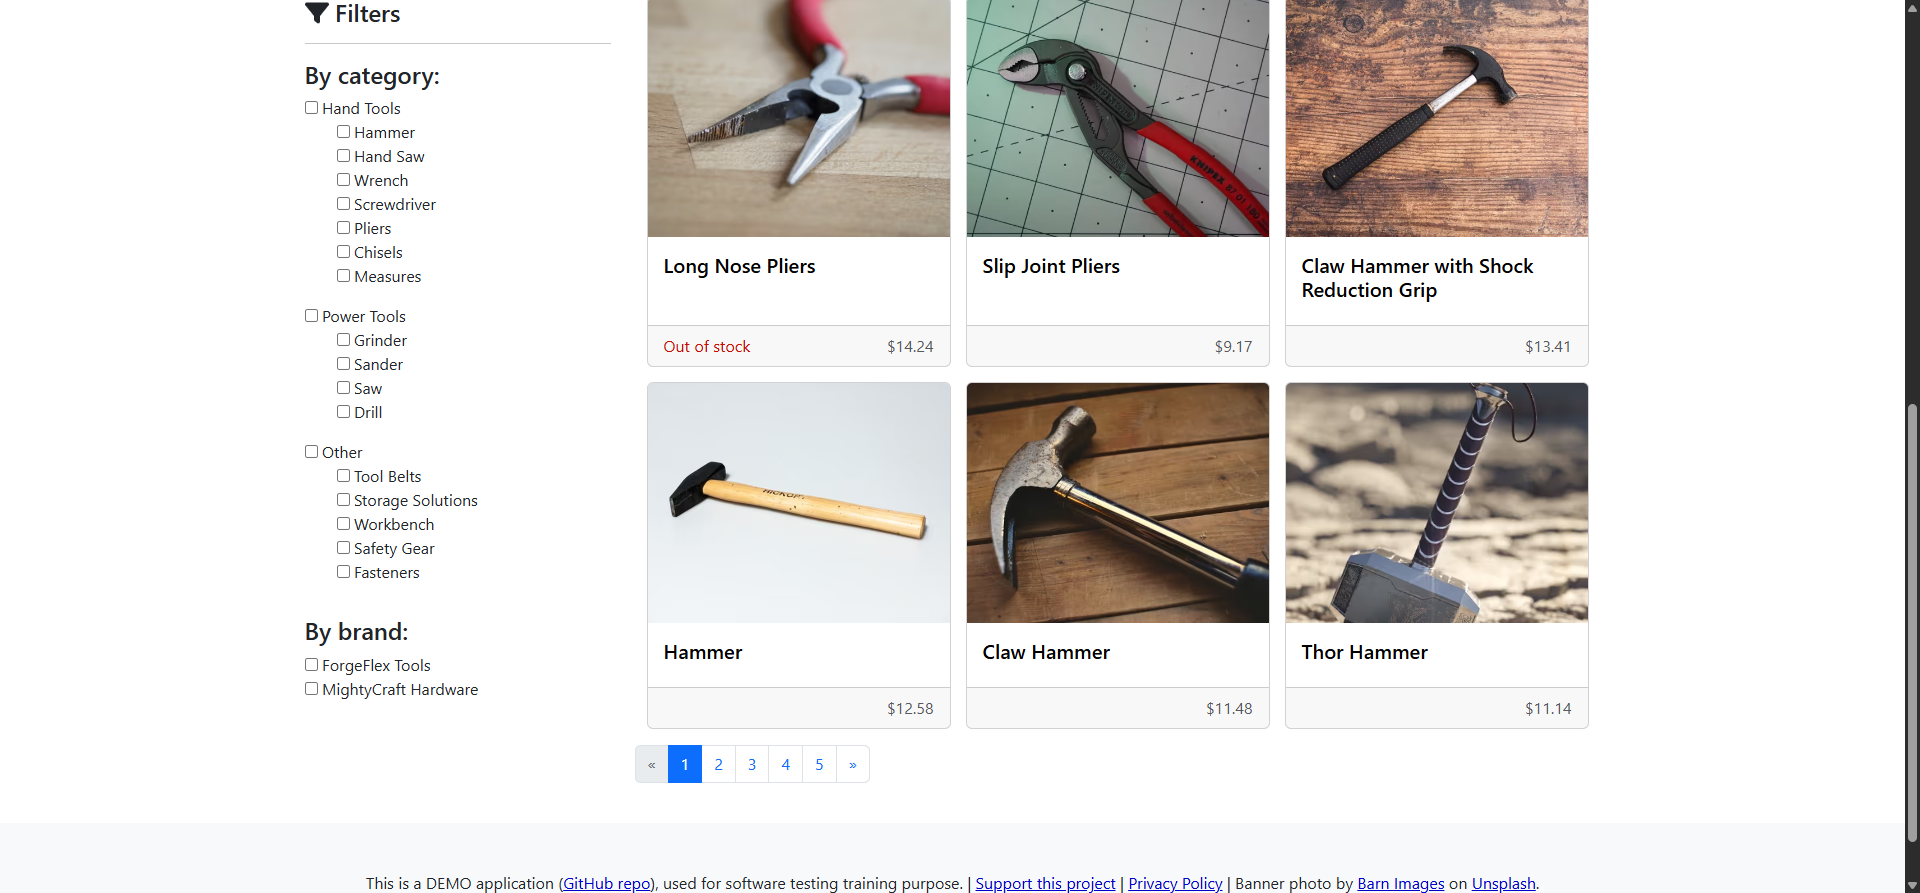 Filters
By category:
Hand Tools
Hammer
Hand Saw
Wrench
Screwdriver
Pliers
Chisels
Measures
Power Tools
Grinder
Sander
Saw
Drill
Other
Tool Belts
Storage Solutions
Workbench
Safety Gear
Fasteners
By brand:
ForgeFlex Tools
MightyCraft Hardware
Long Nose Pliers
Out of stock $14.24
KNIPEX 87 01 180
Slip Joint Pliers
$9.17
Claw Hammer with Shock
Reduction Grip
$13.41
Hammer
$12.58
Claw Hammer
$11.48
Thor Hammer
$11.14
« 1 2 3 4 5 »
This is a DEMO application (GitHub repo), used for software testing training purpose. | Support this project | Privacy Policy | Banner photo by Barn Images on Unsplash.